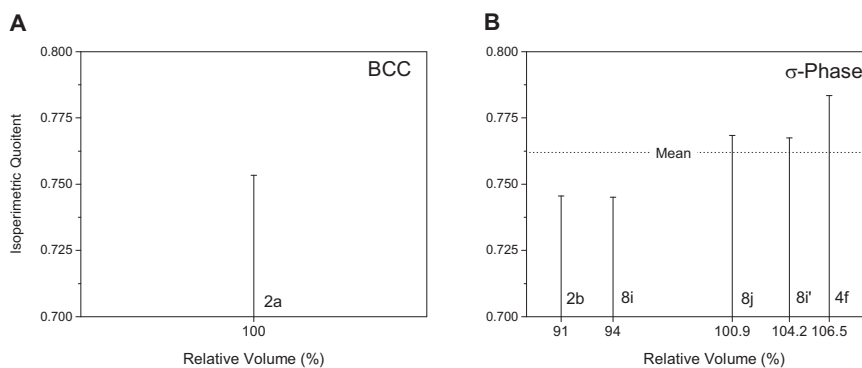 A
0.800
0.775
0.750
0.725
0.700
Isoperimetric Quoitent
BCC
2a
100
Relative Volume (%)
B
0.800
0.775
0.750
0.725
0.700
σ-Phase
Mean
2b
8i
8j
8i'
4f
91
94
100.9
104.2
106.5
Relative Volume (%)